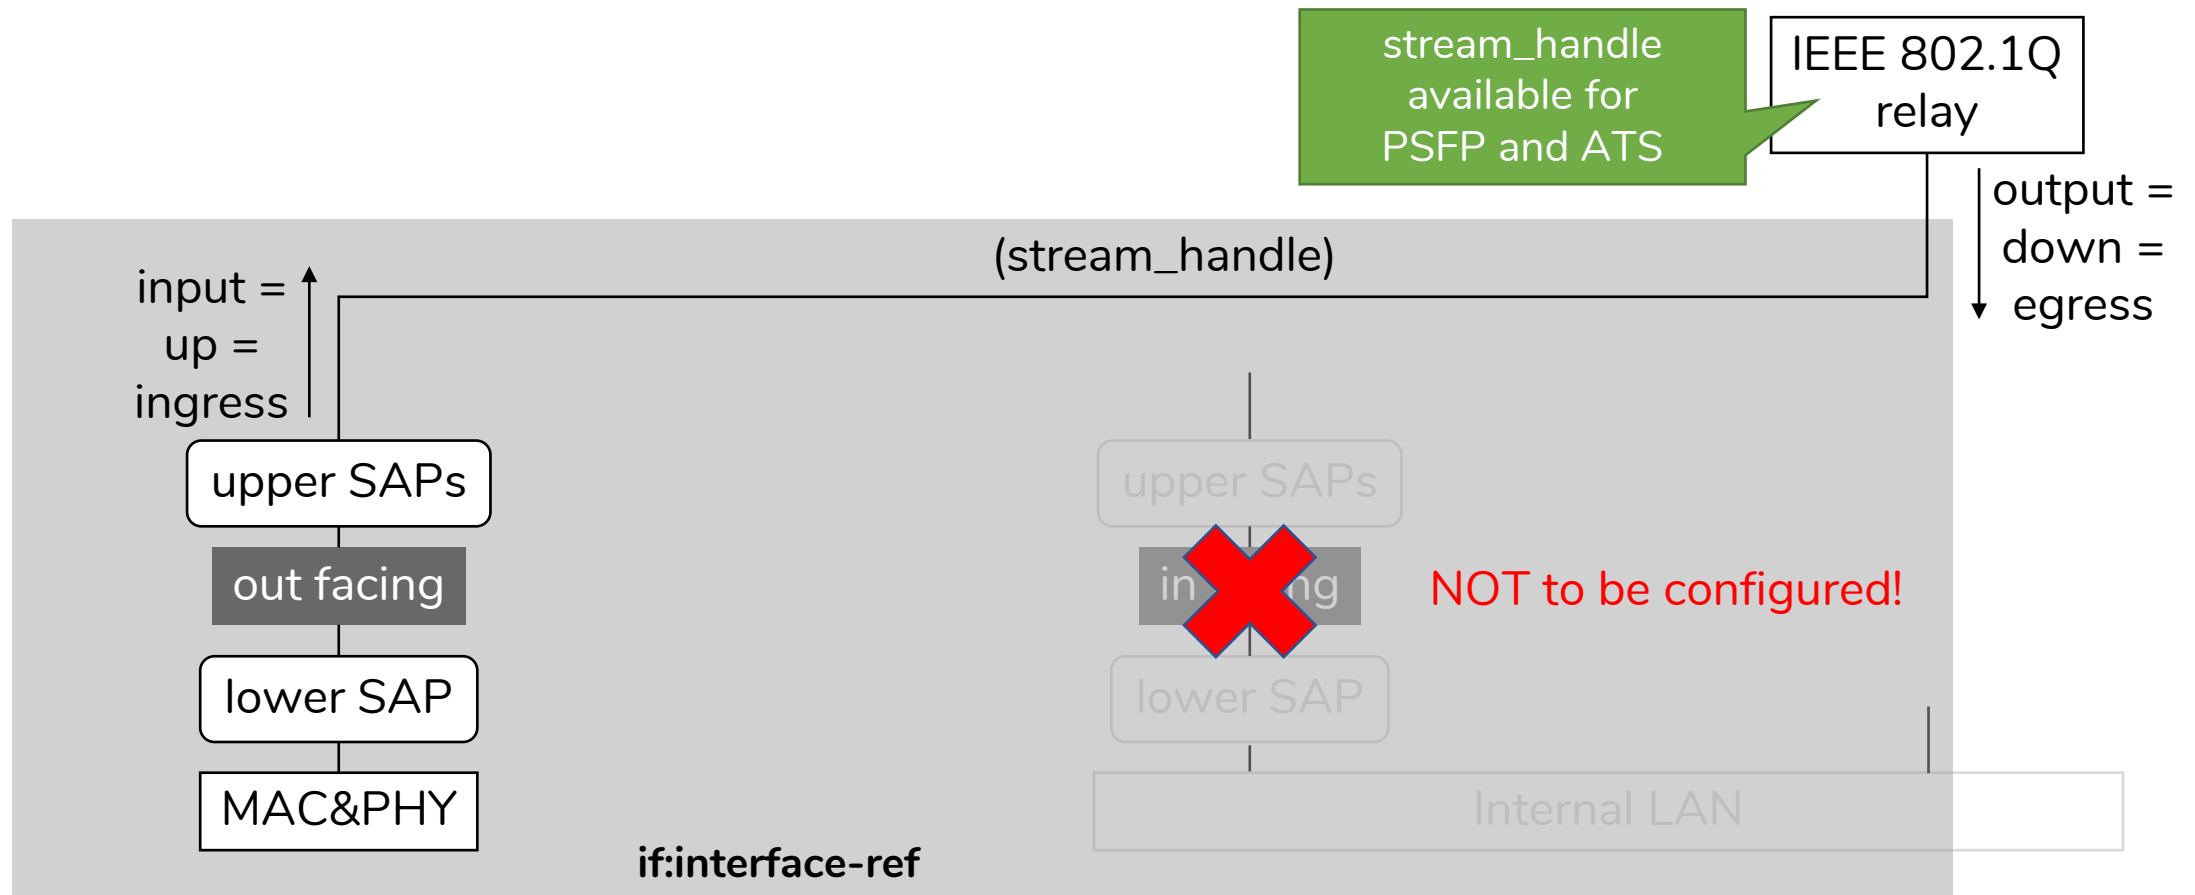 stream_handle
available for
PSFP and ATS
IEEE 802.1Q
relay
output =
down =
egress
(stream_handle)
input =
up =
ingress
upper SAPs
upper SAPs
out facing
in ng
NOT to be configured!
lower SAP
lower SAP
MAC&PHY
Internal LAN
if:interface-ref